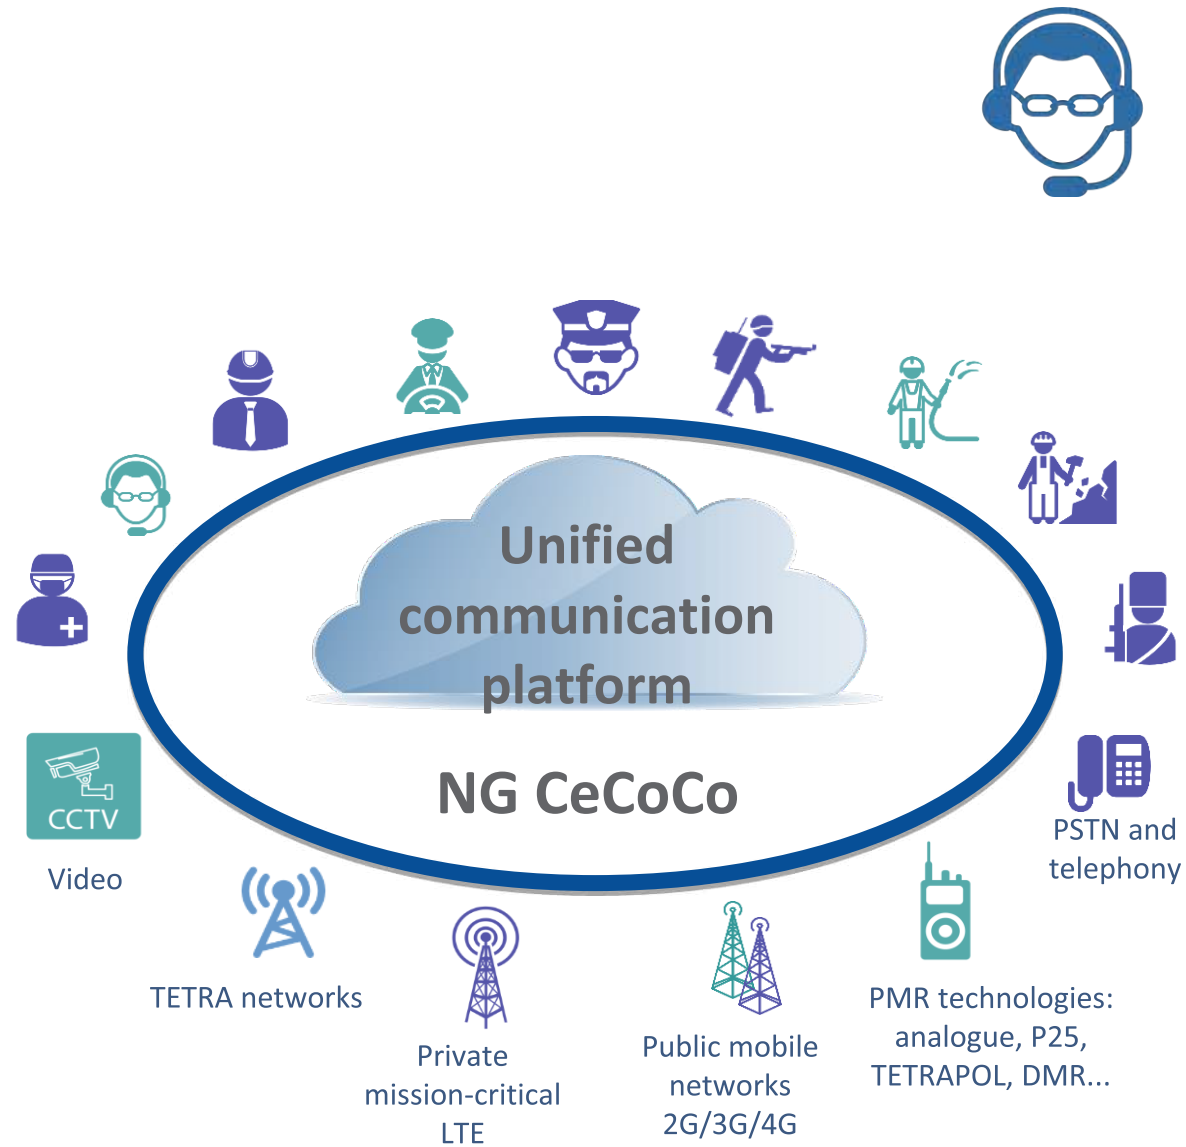 Unified
communication
platform
NG CeCoCo
CCTV
Video
PSTN and
telephony
TETRA networks
Private
mission-critical
LTE
Public mobile
networks
2G/3G/4G
PMR technologies:
analogue, P25,
TETRAPOL, DMR...